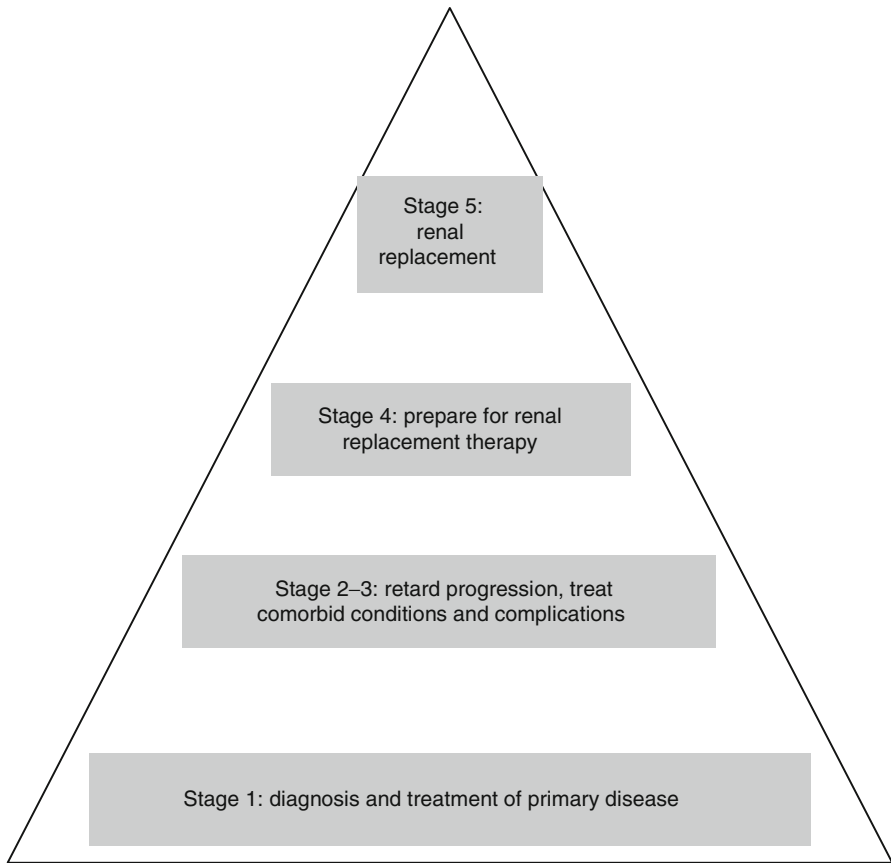 Stage 5:
renal
replacement
Stage 4: prepare for renal
replacement therapy
Stage 2–3: retard progression, treat
comorbid conditions and complications
Stage 1: diagnosis and treatment of primary disease